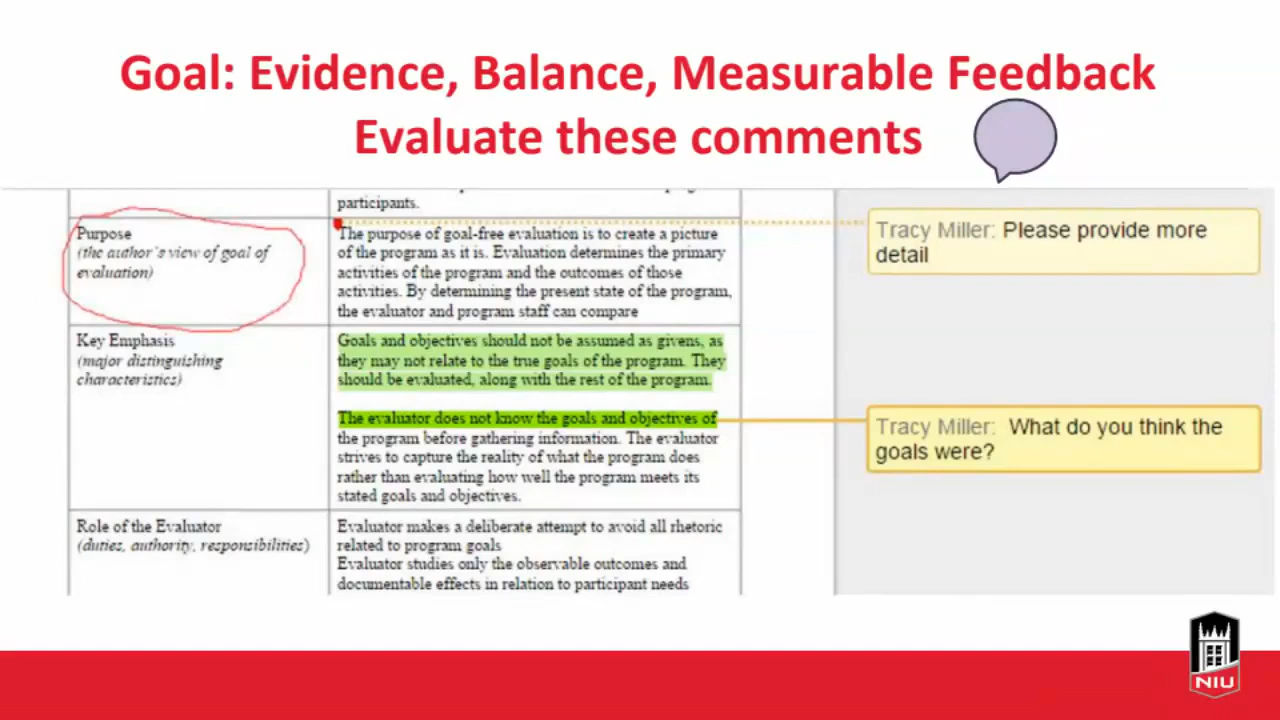 Goal: Evidence, Balance, Measurable Feedback
Evaluate these comments
participants.
Purpose
(the author's view of goal of
evaluation)
The purpose of goal-free evaluation is to create a picture
of the program as it is. Evaluation determines the primary
activities of the program and the outcomes of those
activities. By determining the present state of the program,
the evaluator and program staff can compare
Tracy Miller: Please provide more
detail
Key Emphasis
(major distinguishing
characteristics)
Goals and objectives should not be assumed as givens, as
they may not relate to the true goals of the program. They
should be evaluated, along with the rest of the program.
The evaluator does not know the goals and objectives of
the program before gathering information. The evaluator
strives to capture the reality of what the program does
rather than evaluating how well the program meets its
stated goals and objectives.
Tracy Miller: What do you think the
goals were?
Role of the Evaluator
(duties, authority, responsibilities)
Evaluator makes a deliberate attempt to avoid all rhetoric
related to program goals
Evaluator studies only the observable outcomes and
documentable effects in relation to participant needs
NIU